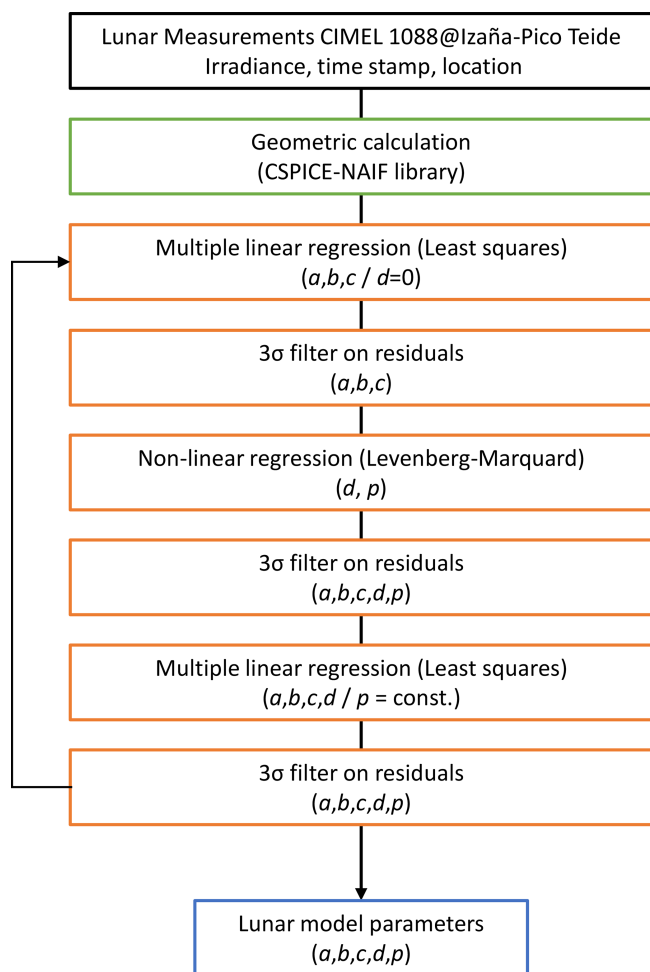 Lunar Measurements CIMEL 1088@Izaña-Pico Teide
Irradiance, time stamp, location
Geometric calculation
(CSPICE-NAIF library)
Multiple linear regression (Least squares)
(a,b,c / d=0)
3σ filter on residuals
(a,b,c)
Non-linear regression (Levenberg-Marquard)
(d, p)
3σ filter on residuals
(a,b,c,d,p)
Multiple linear regression (Least squares)
(a,b,c,d / p = const.)
3σ filter on residuals
(a,b,c,d,p)
Lunar model parameters
(a,b,c,d,p)